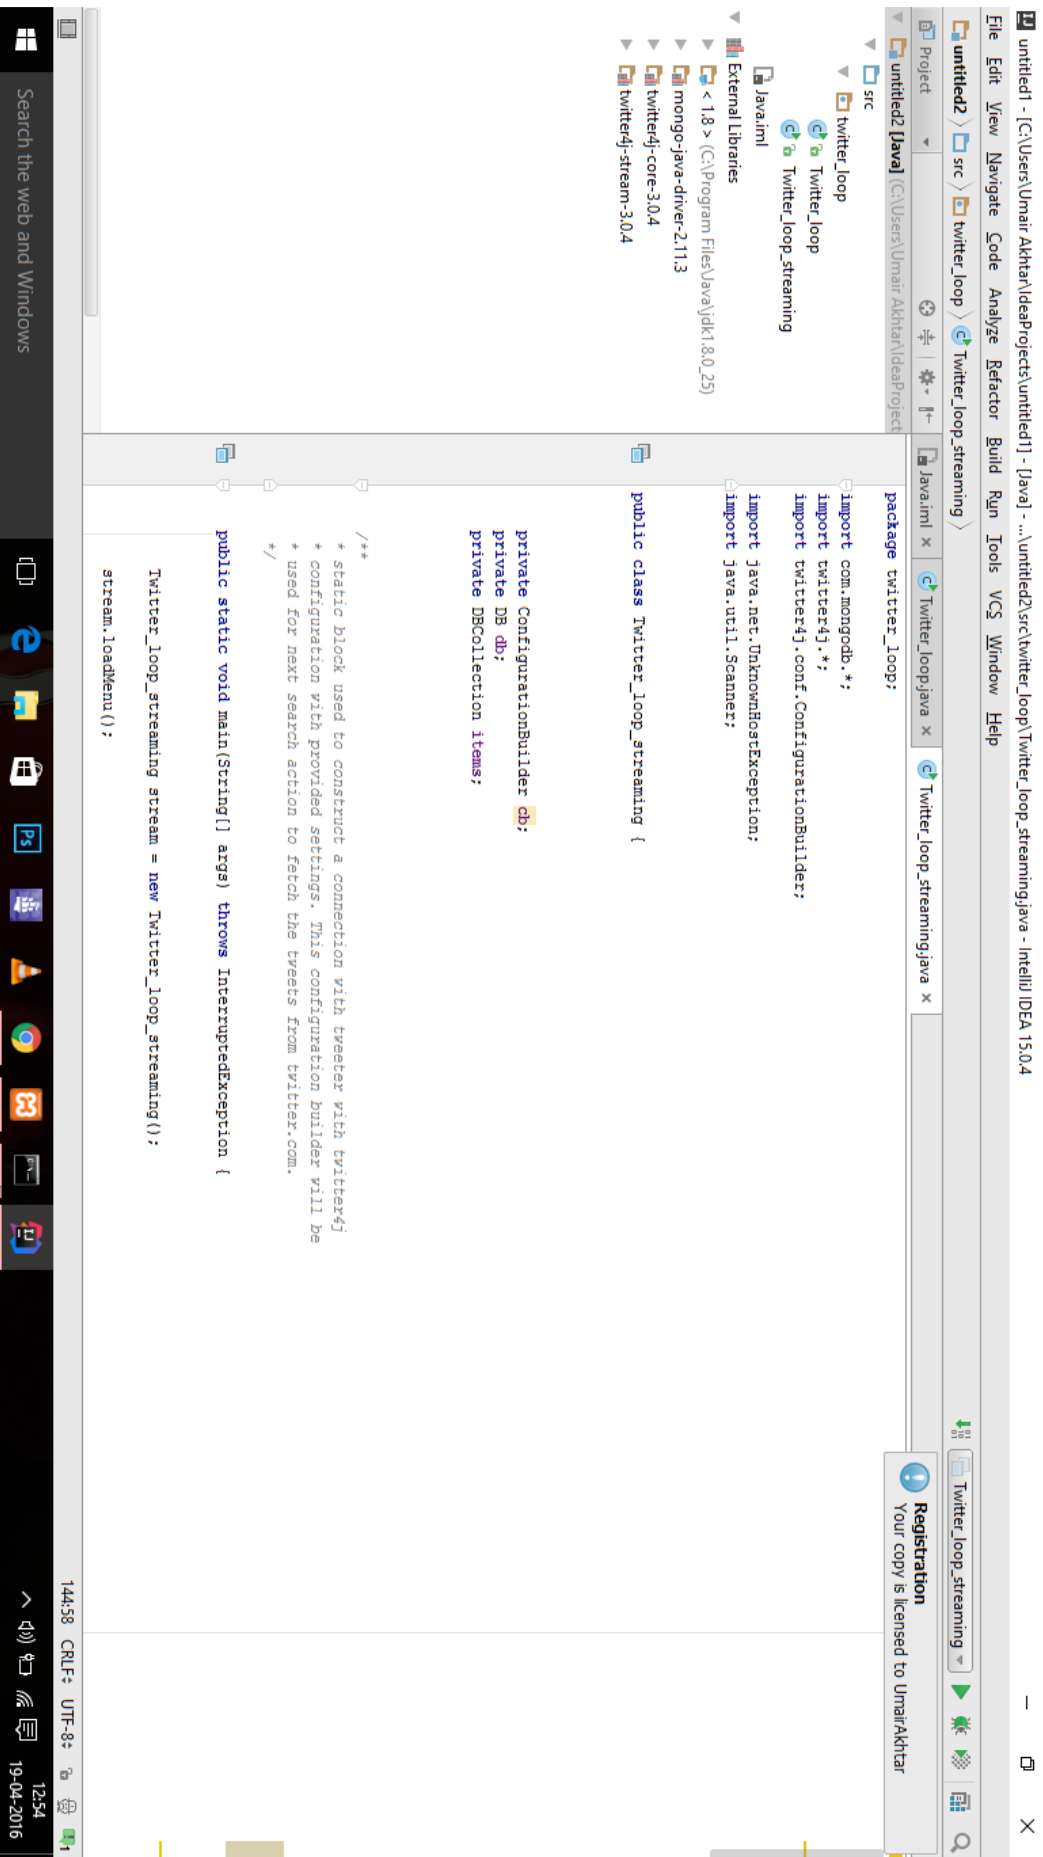 untitled1 - [C:\Users\Umair Akhtar\IdeaProjects\untitled1] - [Java] - ...\untitled2\src\twitter_loop\Twitter_loop_streaming.java - IntelliJ IDEA 15.0.4
File Edit View Navigate Code Analyze Refactor Build Run Tools VCS Window Help
untitled2 src twitter_loop Twitter_loop_streaming
Twitter_loop_streaming
Project
Java.iml × Twitter_loop.java × Twitter_loop_streaming.java ×
Registration
Your copy is licensed to UmairAkhtar
untitled2 [Java] (C:\Users\Umair Akhtar\IdeaProject
src
twitter_loop
Twitter_loop
Twitter_loop_streaming
Java.iml
External Libraries
< 1.8 > (C:\Program Files\Java\jdk1.8.0_25)
mongo-java-driver-2.11.3
twitter4j-core-3.0.4
twitter4j-stream-3.0.4
package twitter_loop;
import com.mongodb.*;
import twitter4j.*;
import twitter4j.conf.ConfigurationBuilder;
import java.net.UnknownHostException;
import java.util.Scanner;
public class Twitter_loop_streaming {
private ConfigurationBuilder cb;
private DB db;
private DBCollection items;
/**
* static block used to construct a connection with tweeter with twitter4j
* configuration with provided settings. This configuration builder will be
* used for next search action to fetch the tweets from twitter.com.
*/
public static void main(String[] args) throws InterruptedException {
Twitter_loop_streaming stream = new Twitter_loop_streaming();
stream.loadMenu();
144:58 CRLF UTF-8 1
Search the web and Windows
Ps
12:54
19-04-2016